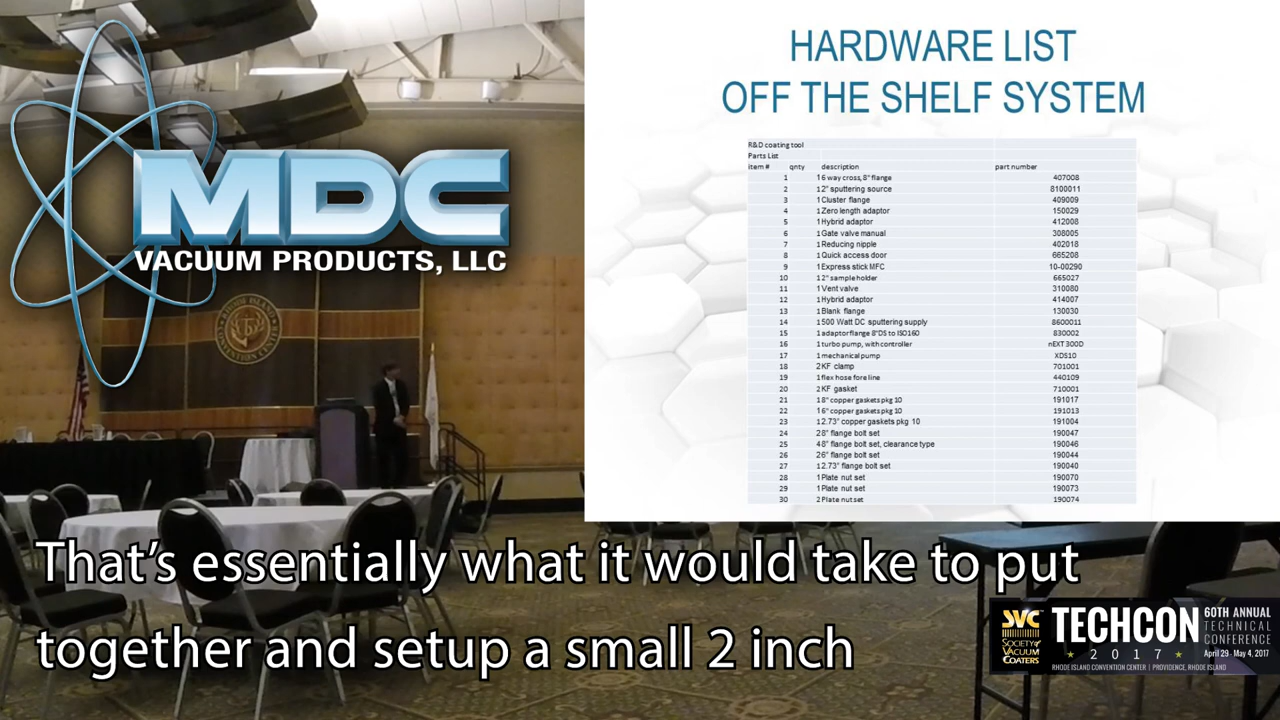 MDC
VACUUM PRODUCTS, LLC
RHODE ISLAND
CONVENTION CENTER
HARDWARE LIST
OFF THE SHELF SYSTEM
R&D coating tool
Parts List
item # qnty description part number
1 1 6 way cross, 8" flange 407008
2 1 2" sputtering source 8100011
3 1 Cluster flange 409009
4 1 Zero length adaptor 150029
5 1 Hybrid adaptor 412008
6 1 Gate valve manual 308005
7 1 Reducing nipple 402018
8 1 Quick access door 665208
9 1 Express stick MFC 10-00290
10 1 2" sample holder 665027
11 1 Vent valve 310080
12 1 Hybrid adaptor 414007
13 1 Blank flange 130030
14 1 500 Watt DC sputtering supply 8600011
15 1 adaptor flange 8"DS to ISO160 830002
16 1 turbo pump, with controller nEXT300D
17 1 mechanical pump XDS10
18 2 KF clamp 701001
19 1 flex hose fore line 440109
20 2 KF gasket 710001
21 1 8" copper gaskets pkg 10 191017
22 1 6" copper gaskets pkg 10 191013
23 1 2.73" copper gaskets pkg 10 191004
24 2 8" flange bolt set 190047
25 4 8" flange bolt set, clearance type 190046
26 2 6" flange bolt set 190044
27 1 2.73" flange bolt set 190040
28 1 Plate nut set 190070
29 1 Plate nut set 190073
30 2 Plate nut set 190074
That's essentially what it would take to put
together and setup a small 2 inch
SVC
SOCIETY OF
VACUUM
COATERS
TECHCON
2017
60TH ANNUAL
TECHNICAL
CONFERENCE
April 29 - May 4, 2017
RHODE ISLAND CONVENTION CENTER | PROVIDENCE, RHODE ISLAND